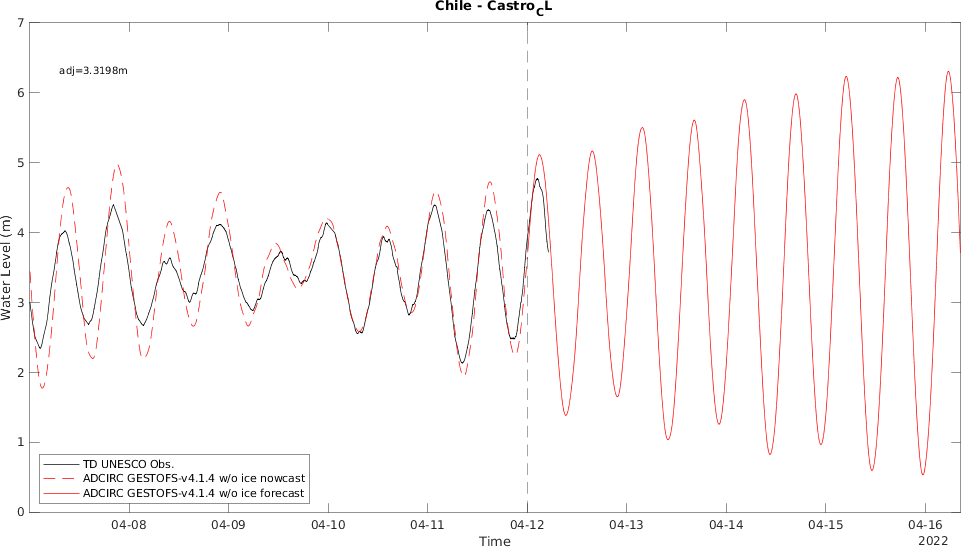 Chile - Castro_CL
adj=3.3198m
Water Level (m)
7
6
5
4
3
2
1
0
TD UNESCO Obs.
ADCIRC GESTOFS-v4.1.4 w/o ice nowcast
ADCIRC GESTOFS-v4.1.4 w/o ice forecast
04-08 04-09 04-10 04-11 04-12 04-13 04-14 04-15 04-16
Time
2022